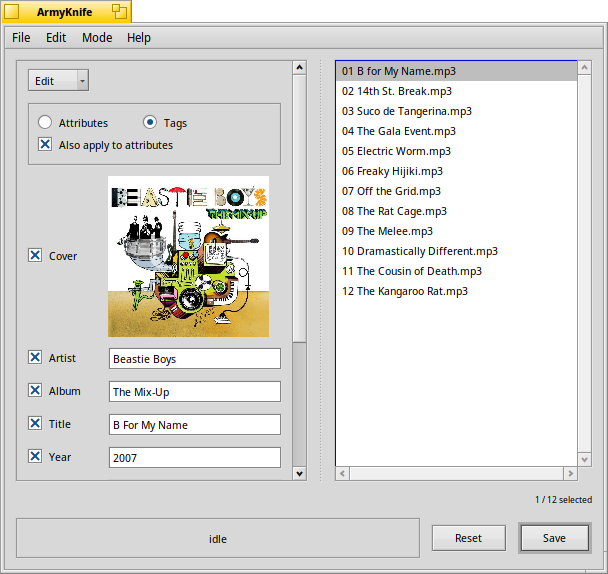 ArmyKnife
File Edit Mode Help
Edit
Attributes Tags
Also apply to attributes
Cover
BEASTIE BOYS
THE MIX-UP
Artist Beastie Boys
Album The Mix-Up
Title B For My Name
Year 2007
01 B for My Name.mp3
02 14th St. Break.mp3
03 Suco de Tangerina.mp3
04 The Gala Event.mp3
05 Electric Worm.mp3
06 Freaky Hijiki.mp3
07 Off the Grid.mp3
08 The Rat Cage.mp3
09 The Melee.mp3
10 Dramastically Different.mp3
11 The Cousin of Death.mp3
12 The Kangaroo Rat.mp3
1 / 12 selected
idle
Reset
Save